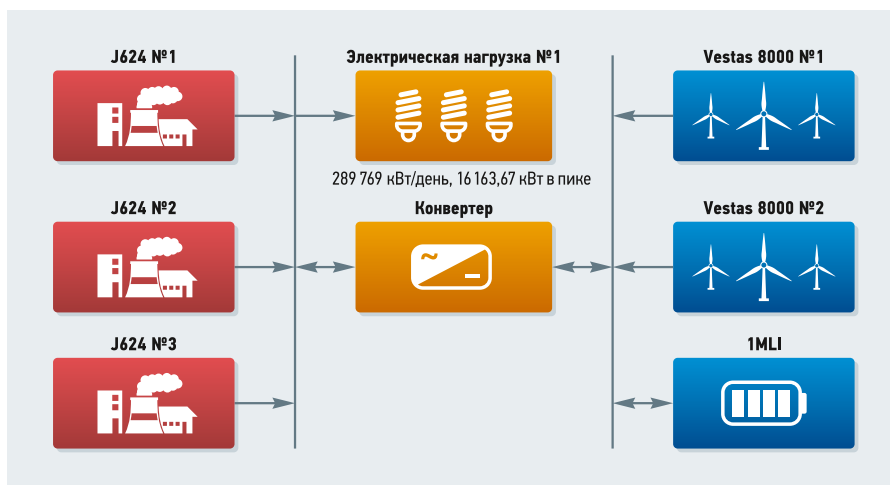 J624 №1
Электрическая нагрузка №1
Vestas 8000 №1
289 769 кВт/день, 16 163,67 кВт в пике
J624 №2
Конвертер
Vestas 8000 №2
J624 №3
1MLI